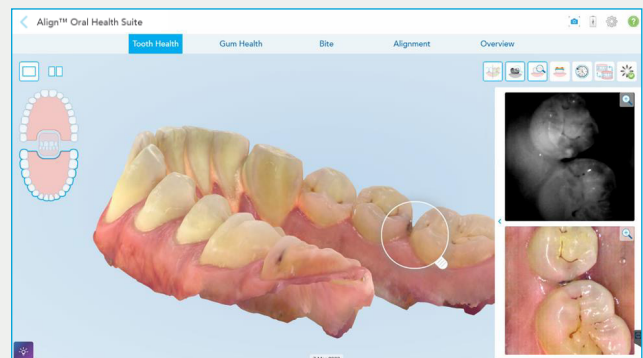 Align™ Oral Health Suite
Tooth Health
Gum Health
Bite
Alignment
Overview